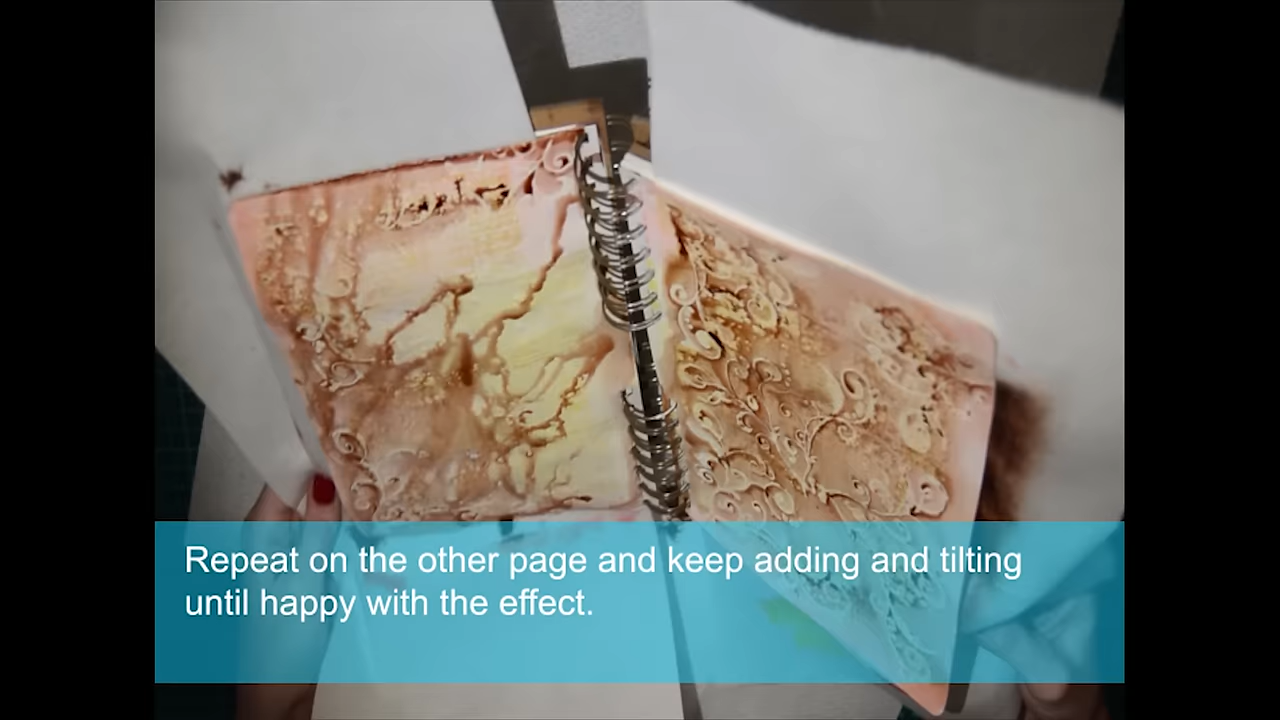 Repeat on the other page and keep adding and tilting
until happy with the effect.